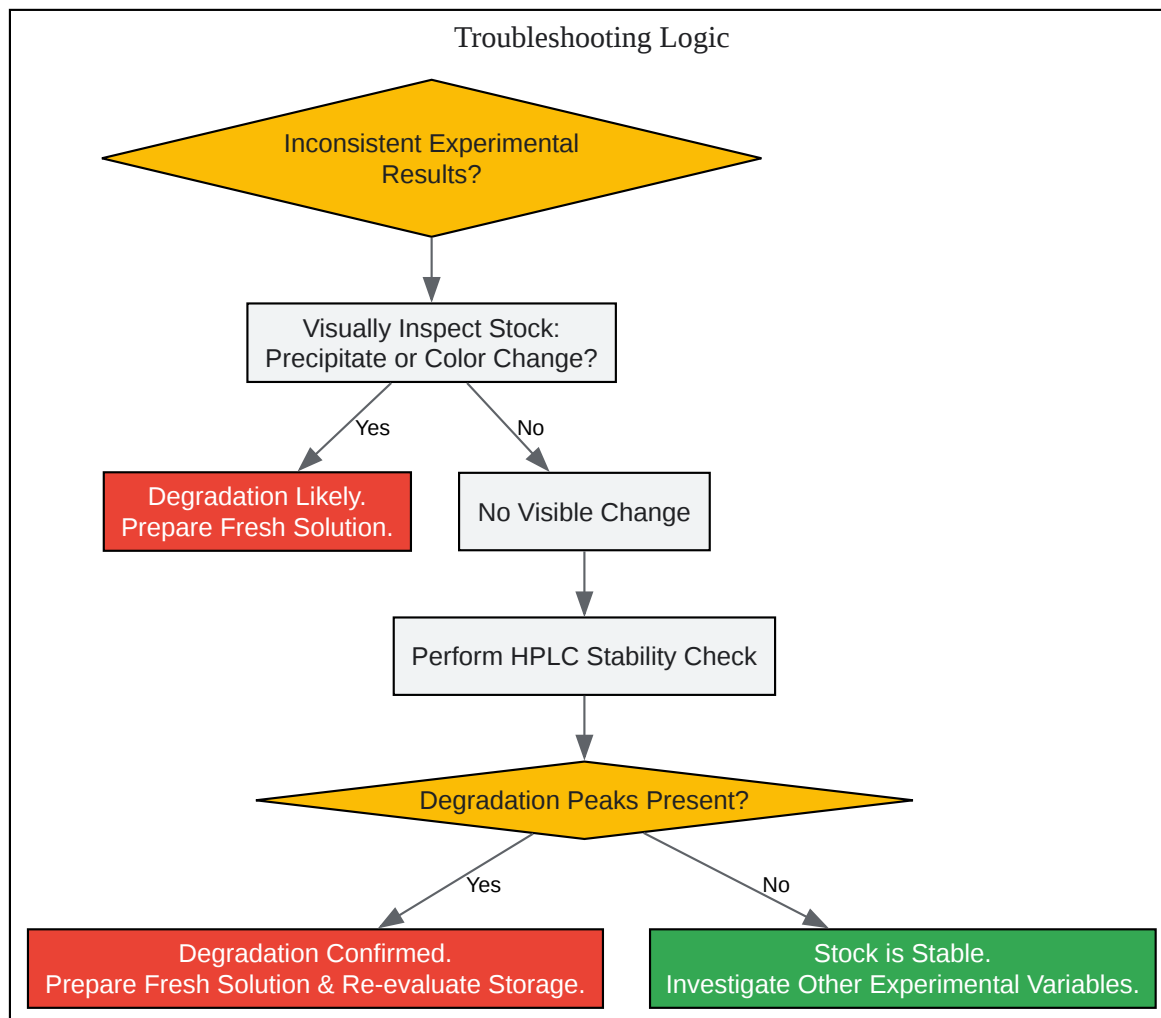 Troubleshooting Logic
Inconsistent Experimental
Results?
Visually Inspect Stock:
Precipitate or Color Change?
Yes
No
Degradation Likely.
Prepare Fresh Solution.
No Visible Change
Perform HPLC Stability Check
Degradation Peaks Present?
Yes
No
Degradation Confirmed.
Prepare Fresh Solution & Re-evaluate Storage.
Stock is Stable.
Investigate Other Experimental Variables.